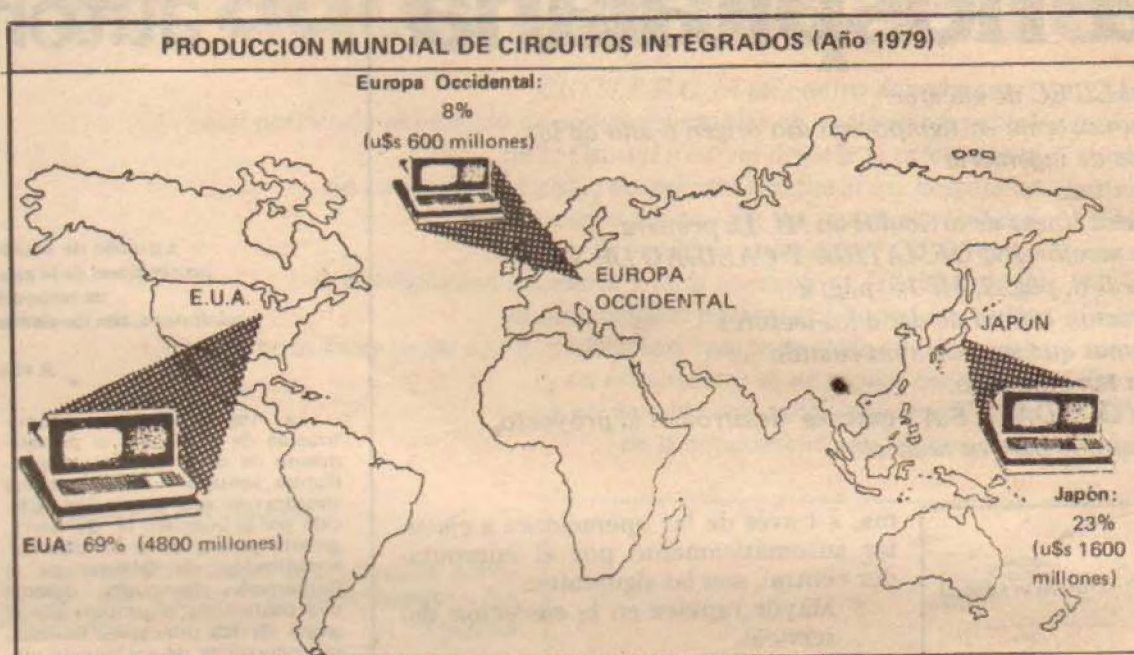 PRODUCCION MUNDIAL DE CIRCUITOS INTEGRADOS (Año 1979)
Europa Occidental:
8%
(u$s 600 millones)
E.U.A.
EUROPA
OCCIDENTAL
JAPON
EUA: 69% (4800 millones)
Japón:
23%
(u$s 1600
millones)